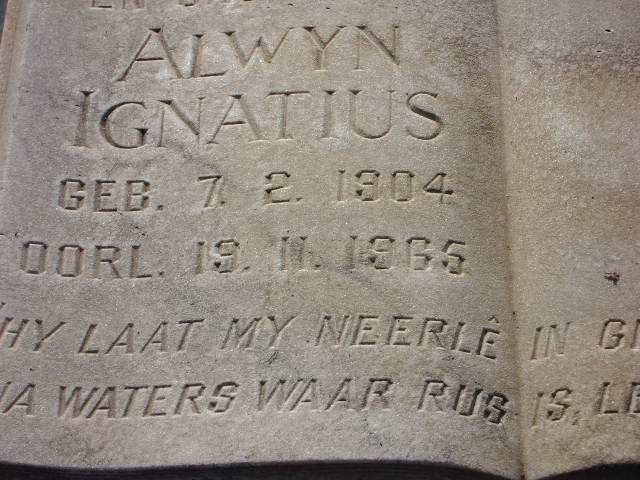 ALWYN
IGNATIUS
GEB. 7. 2. 1904
OORL. 19. 11. 1965
HY LAAT MY NEERLÊ IN
WATERS WAAR RUS IS,